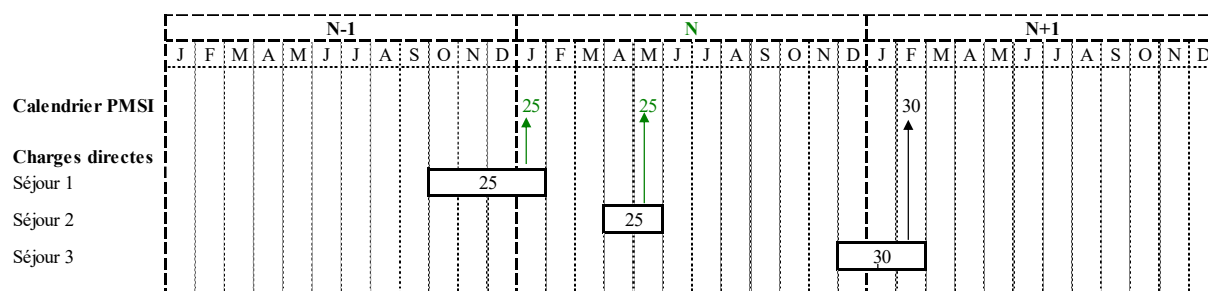 N-1 N N+1
J F M A M J J A S O N D J F M A M J J A S O N D J F M A M J J A S O N D
Calendrier PMSI 25 25 30
Charges directes
Séjour 1 25
Séjour 2 25
Séjour 3 30